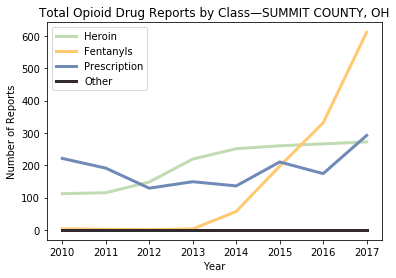 Total Opioid Drug Reports by Class—SUMMIT COUNTY, OH
Heroin
Fentanyls
Prescription
Other
Number of Reports
600
500
400
300
200
100
0
2010 2011 2012 2013 2014 2015 2016 2017
Year